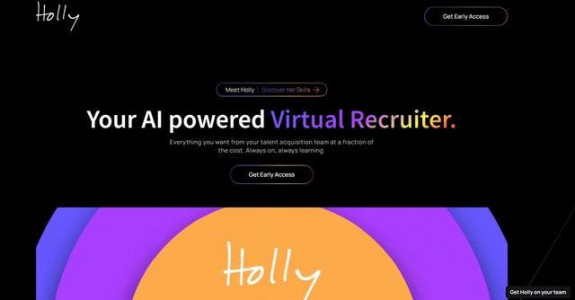 Holly
Get Early Access
Meet Holly Discover her Skills →
Your AI powered Virtual Recruiter.
Everything you want from your talent acquisition team at a fraction of
the cost. Always on, always learning
Get Early Access
Holly
Get Holly on your team